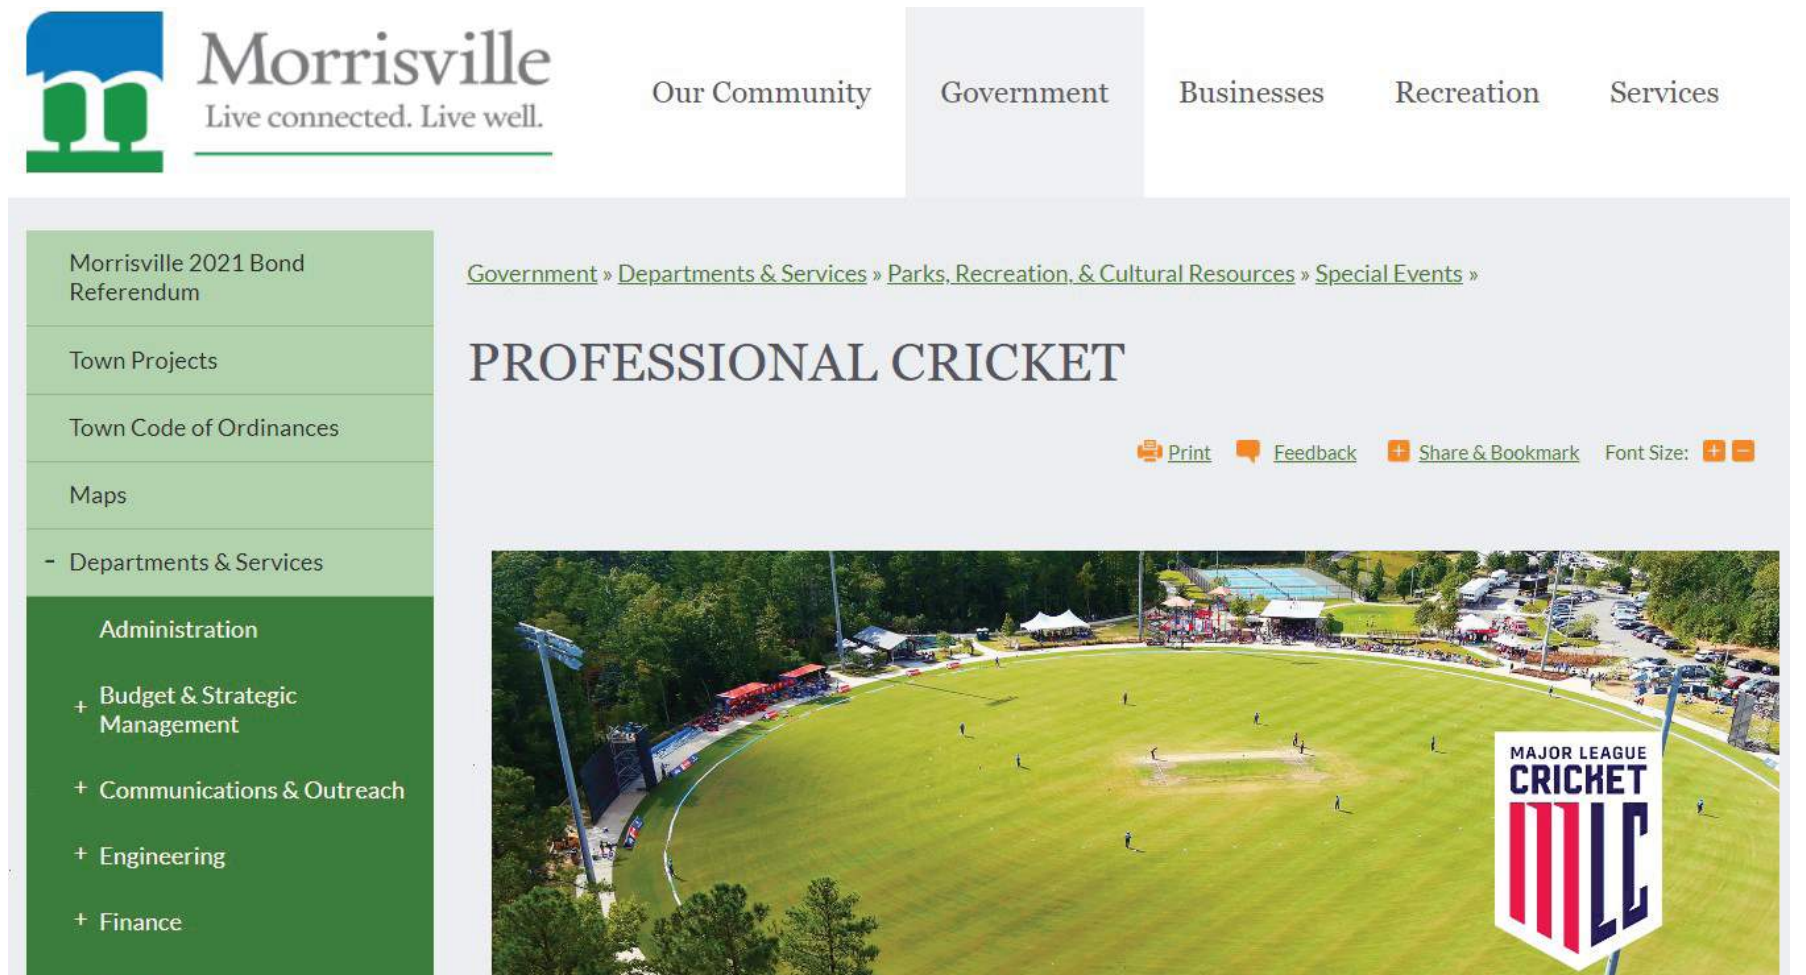 Morrisville
Live connected. Live well.
Our Community
Government
Businesses
Recreation
Services
Morrisville 2021 Bond
Referendum
Town Projects
Town Code of Ordinances
Maps
- Departments & Services
Administration
+ Budget & Strategic
Management
+ Communications & Outreach
+ Engineering
+ Finance
Government » Departments & Services » Parks, Recreation, & Cultural Resources » Special Events »
PROFESSIONAL CRICKET
Print Feedback + Share & Bookmark Font Size: + -
MAJOR LEAGUE
CRICKET
MLC